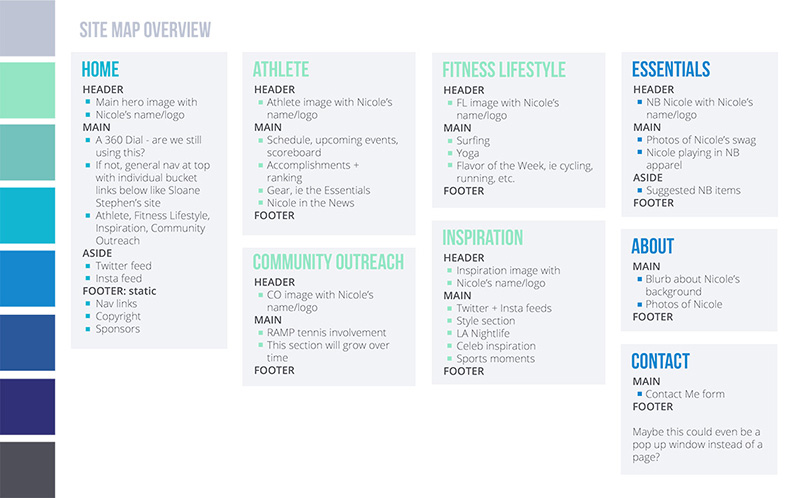 SITE MAP OVERVIEW
HOME
HEADER
Main hero image with
Nicole's name/logo
MAIN
A 360 Dial - are we still
using this?
If not, general nav at top
with individual bucket
links below like Sloane
Stephen's site
Athlete, Fitness Lifestyle,
Inspiration, Community
Outreach
ASIDE
Twitter feed
Insta feed
FOOTER: static
Nav links
Copyright
Sponsors
ATHLETE
HEADER
Athlete image with Nicole's
name/logo
MAIN
Schedule, upcoming events,
scoreboard
Accomplishments +
ranking
Gear, ie the Essentials
Nicole in the News
FOOTER
COMMUNITY OUTREACH
HEADER
CO image with Nicole's
name/logo
MAIN
RAMP tennis involvement
This section will grow over
time
FOOTER
FITNESS LIFESTYLE
HEADER
FL image with Nicole's
name/logo
MAIN
Surfing
Yoga
Flavor of the Week, ie cycling,
running, etc.
FOOTER
INSPIRATION
HEADER
Inspiration image with
Nicole's name/logo
MAIN
Twitter + Insta feeds
Style section
LA Nightlife
Celeb inspiration
Sports moments
FOOTER
ESSENTIALS
HEADER
NB Nicole with Nicole's
name/logo
MAIN
Photos of Nicole's swag
Nicole playing in NB
apparel
ASIDE
Suggested NB items
FOOTER
ABOUT
MAIN
Blurb about Nicole's
background
Photos of Nicole
FOOTER
CONTACT
MAIN
Contact Me form
FOOTER
Maybe this could even be a
pop up window instead of a
page?